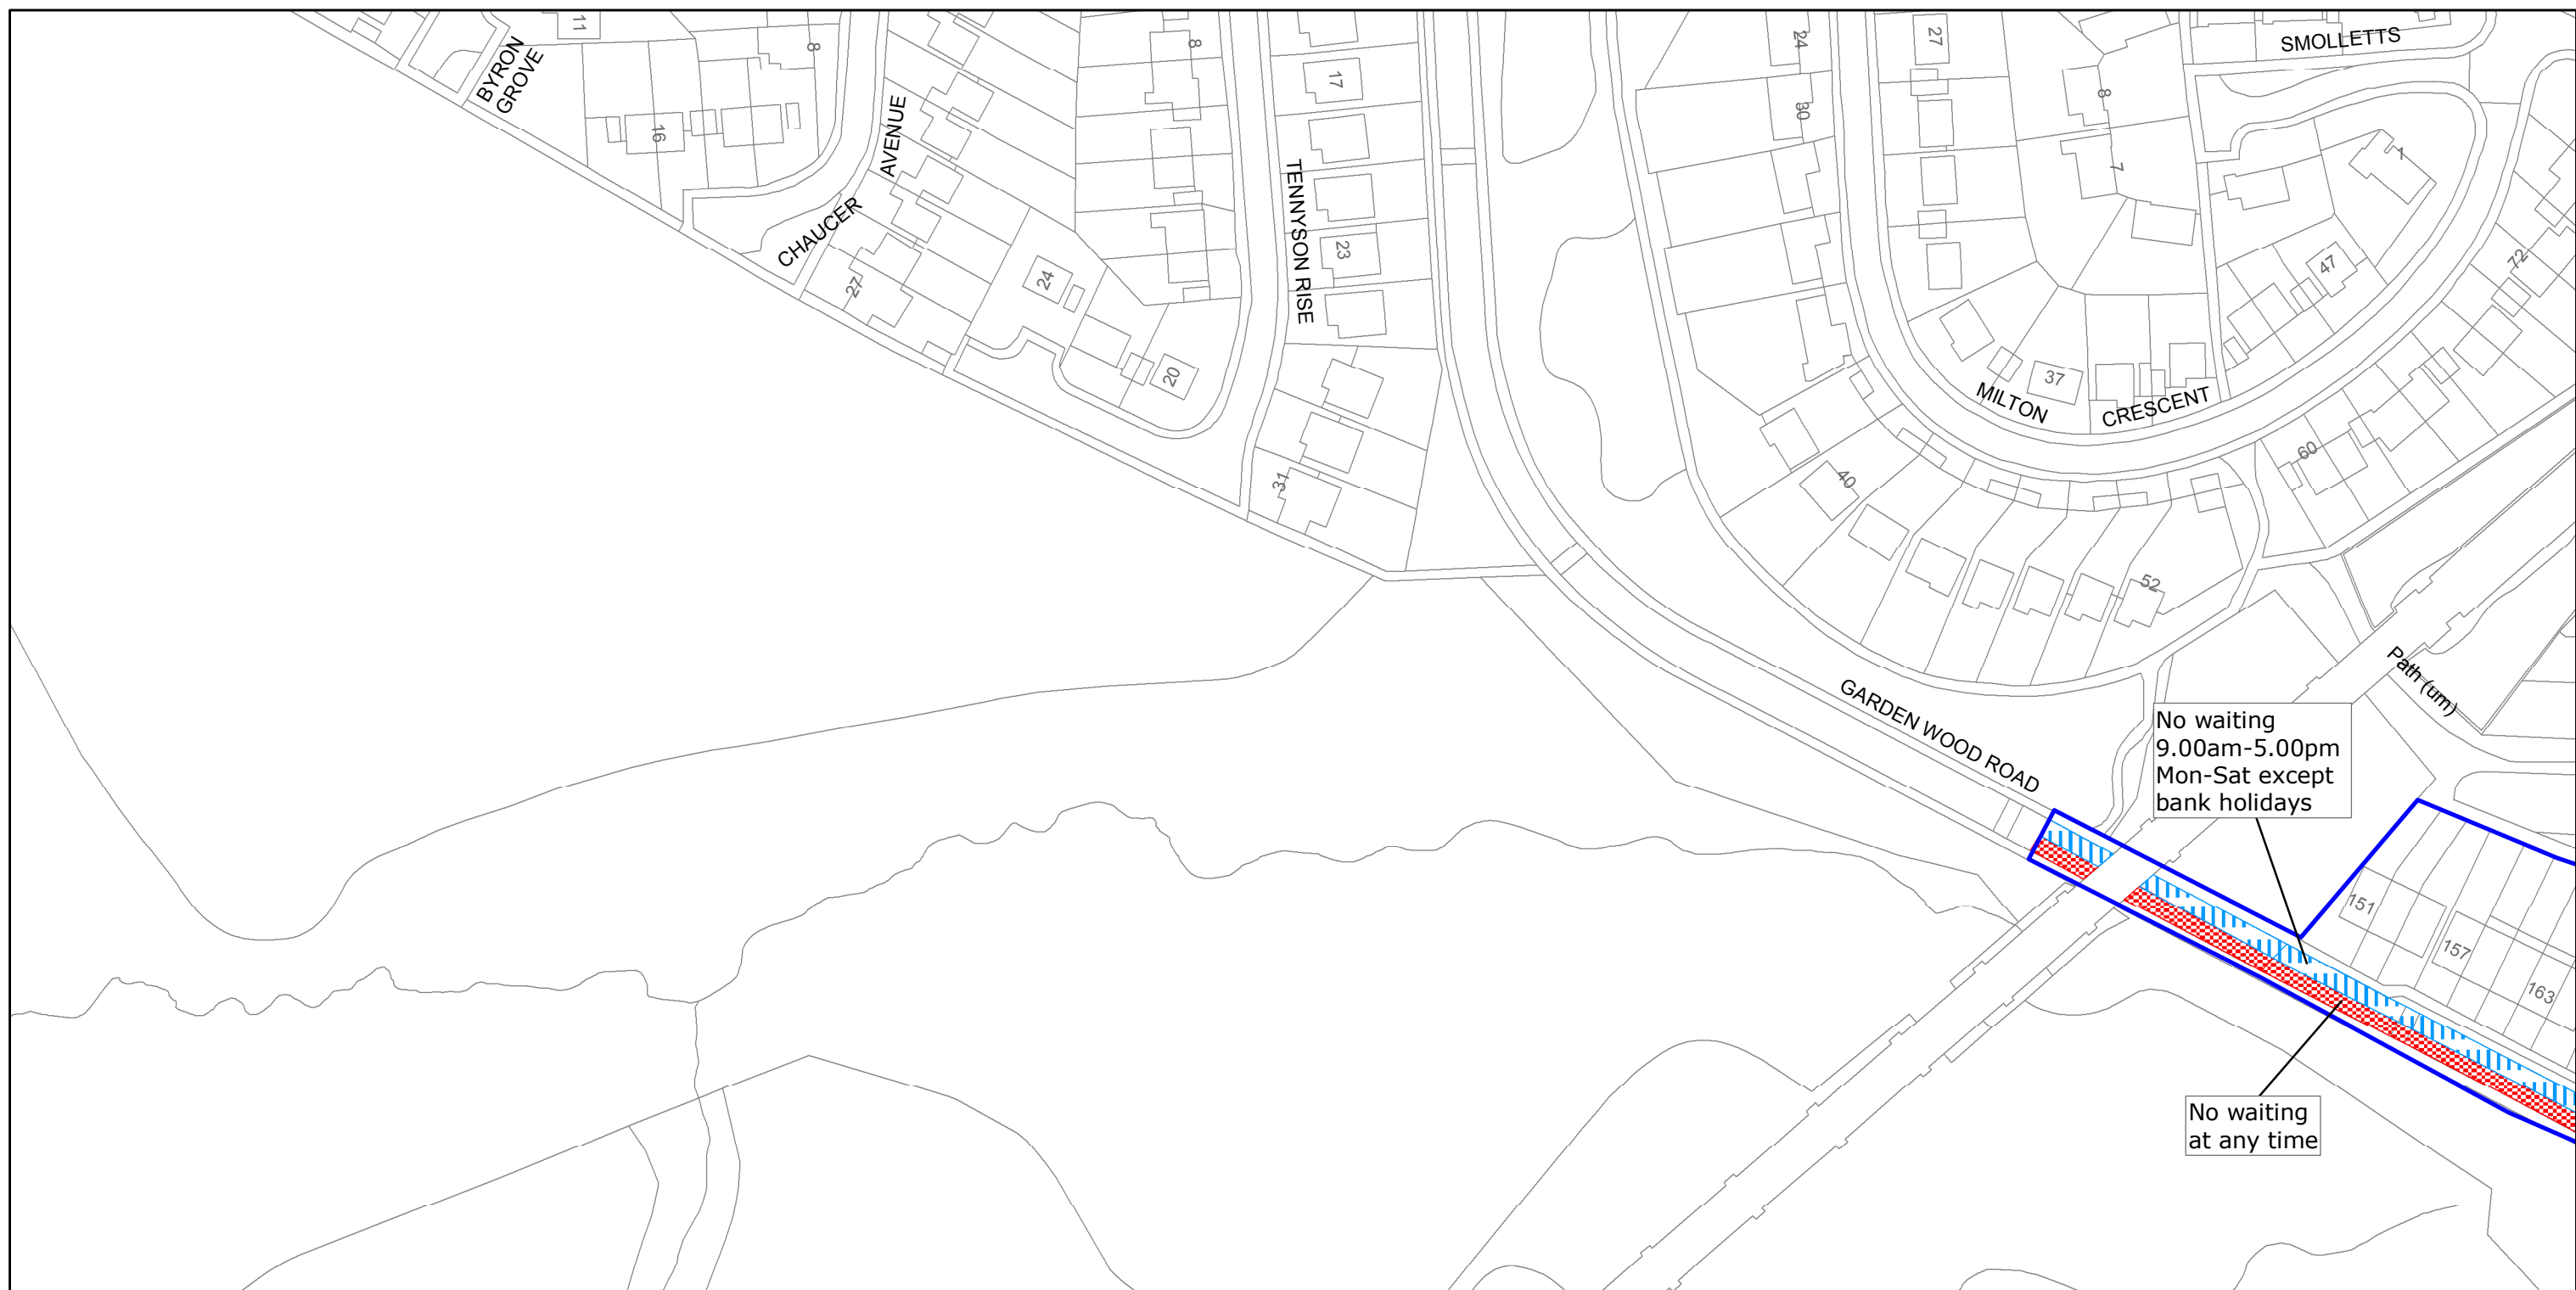 11
BYRON
GROVE
16
8
AVENUE
CHAUCER
27
24
20
8
17
TENNYSON RISE
23
31
24
30
27
8
7
SMOLLETTS
1
47
72
37
MILTON
CRESCENT
40
60
52
Path (um)
GARDEN WOOD ROAD
No waiting
9.00am-5.00pm
Mon-Sat except
bank holidays
151
157
163
No waiting
at any time